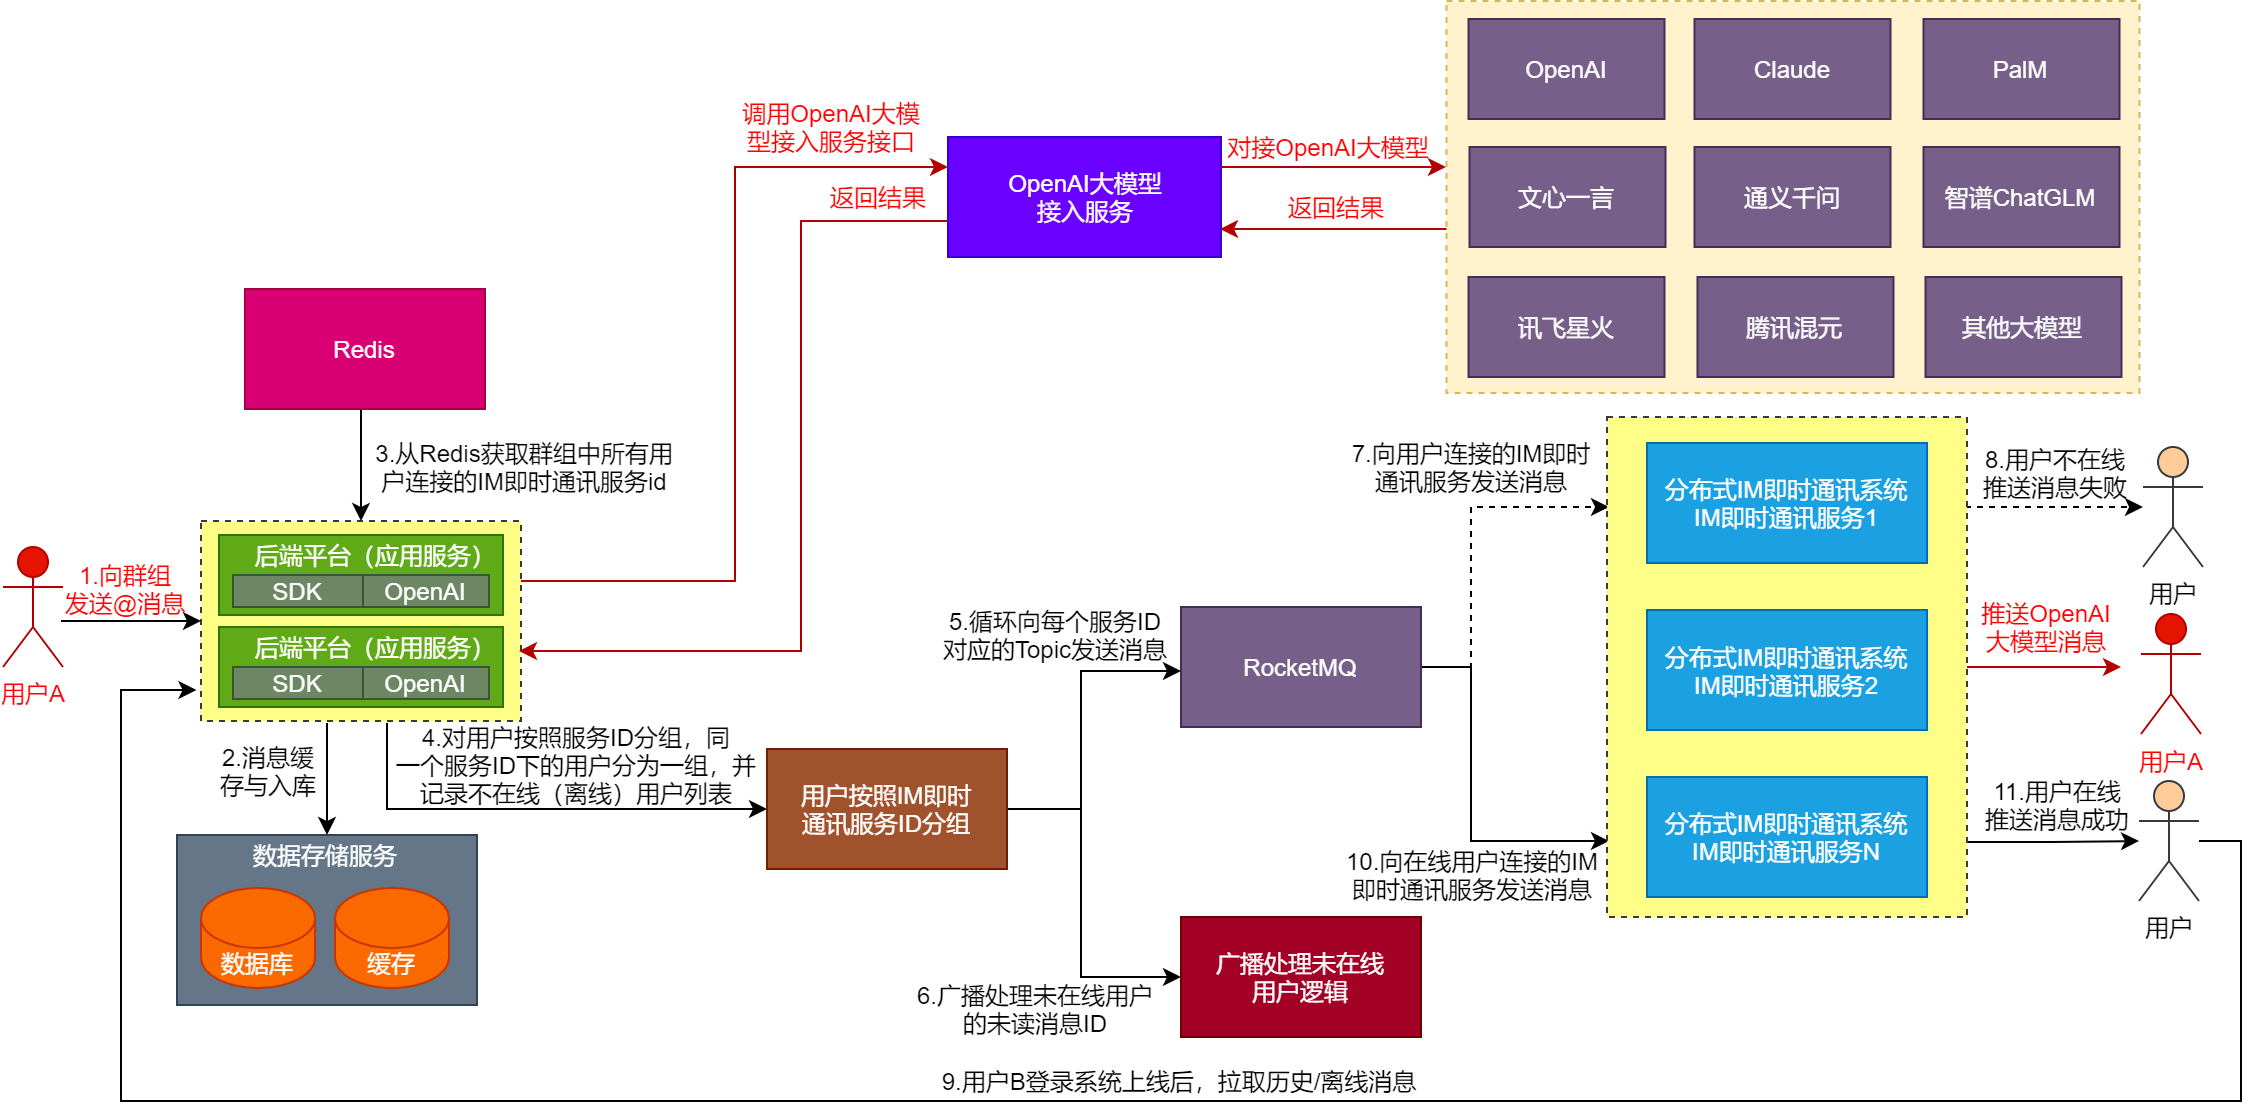 OpenAI
Claude
PalM
调用OpenAI大模
型接入服务接口
对接OpenAI大模型
OpenAI大模型
接入服务
返回结果
返回结果
文心一言
通义千问
智谱ChatGLM
讯飞星火
腾讯混元
其他大模型
Redis
3.从Redis获取群组中所有用
户连接的IM即时通讯服务id
7.向用户连接的IM即时
通讯服务发送消息
分布式IM即时通讯系统
IM即时通讯服务1
8.用户不在线
推送消息失败
用户
1.向群组
发送@消息
用户A
后端平台（应用服务）
SDK
OpenAI
后端平台（应用服务）
SDK
OpenAI
5.循环向每个服务ID
对应的Topic发送消息
RocketMQ
分布式IM即时通讯系统
IM即时通讯服务2
推送OpenAI
大模型消息
用户A
2.消息缓
存与入库
4.对用户按照服务ID分组，同
一个服务ID下的用户分为一组，并
记录不在线（离线）用户列表
用户按照IM即时
通讯服务ID分组
10.向在线用户连接的IM
即时通讯服务发送消息
分布式IM即时通讯系统
IM即时通讯服务N
11.用户在线
推送消息成功
用户
数据存储服务
数据库
缓存
6.广播处理未在线用户
的未读消息ID
广播处理未在线
用户逻辑
9.用户B登录系统上线后，拉取历史/离线消息